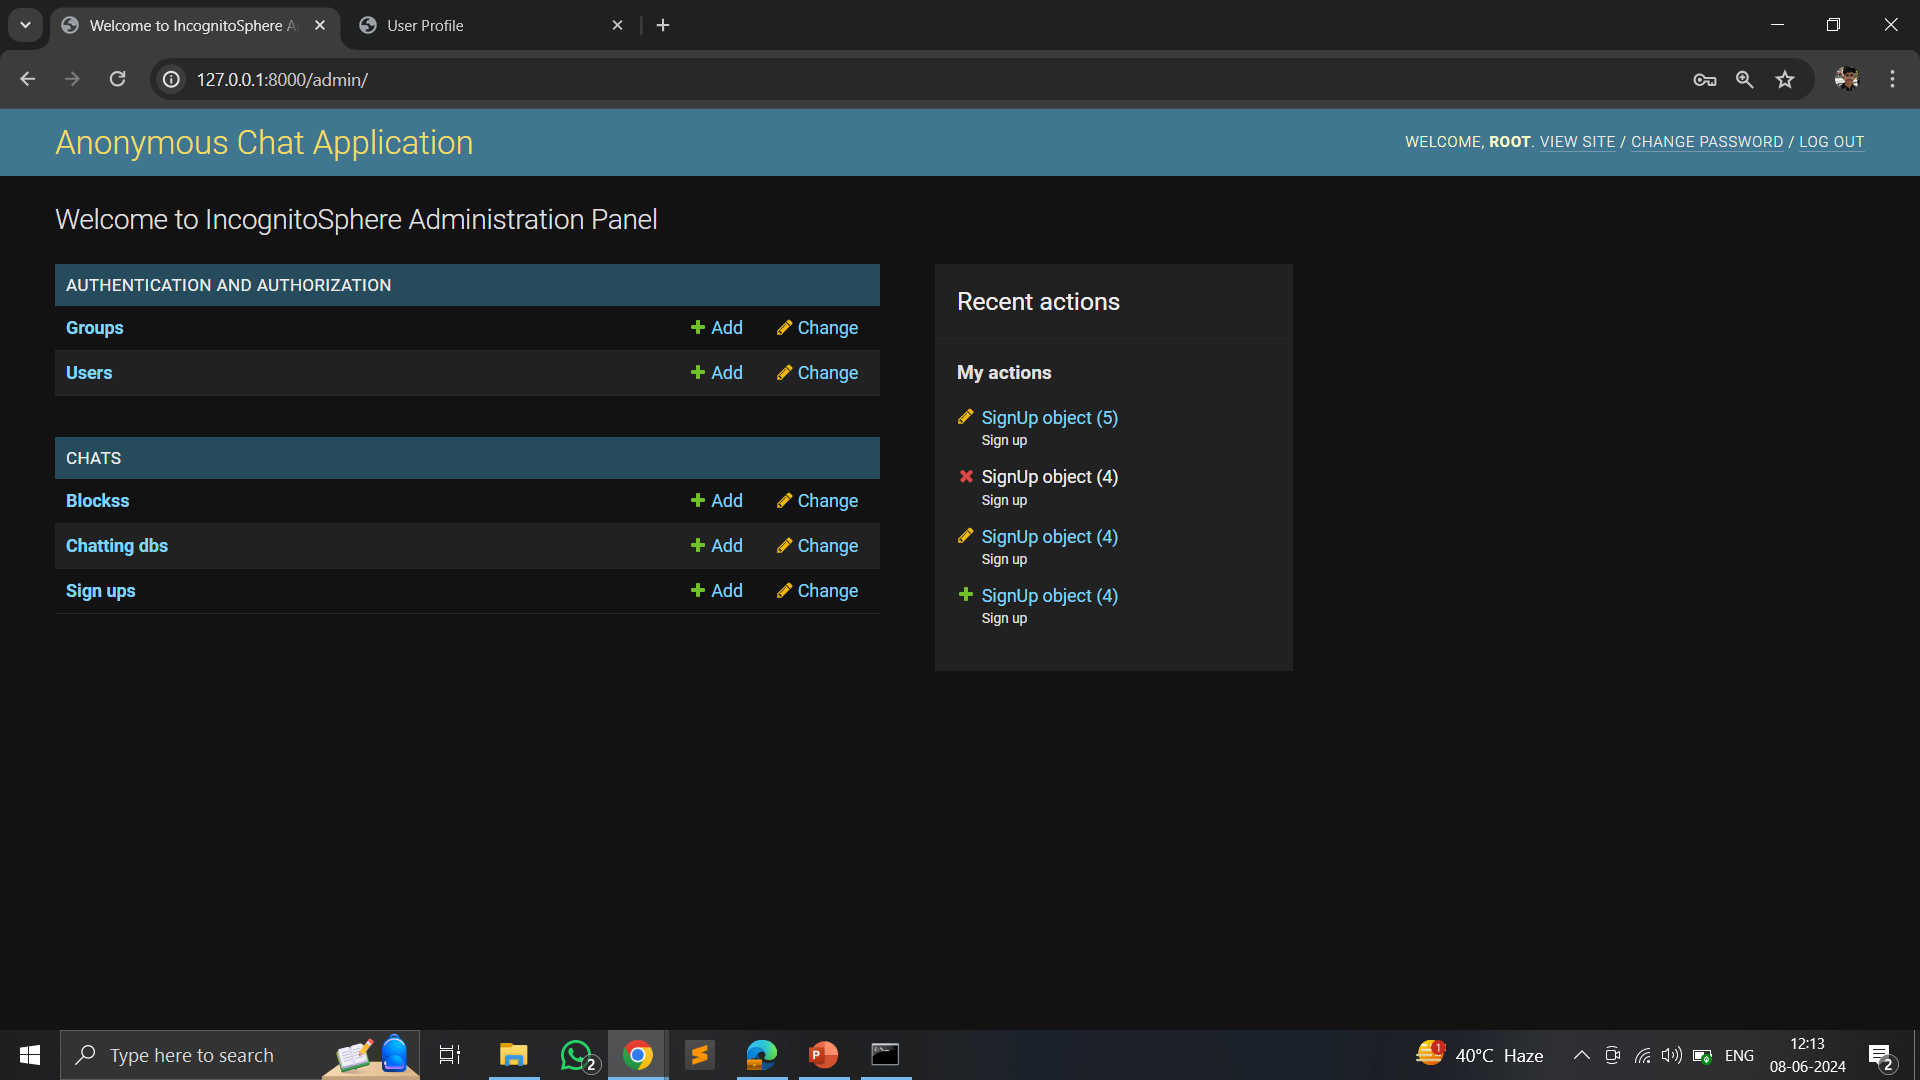 Welcome to IncognitoSphere A
User Profile
127.0.0.1:8000/admin/
Anonymous Chat Application
WELCOME, ROOT. VIEW SITE / CHANGE PASSWORD / LOG OUT
Welcome to IncognitoSphere Administration Panel
AUTHENTICATION AND AUTHORIZATION
Groups Add Change
Users Add Change
CHATS
Blockss Add Change
Chatting dbs Add Change
Sign ups Add Change
Recent actions
My actions
SignUp object (5)
Sign up
SignUp object (4)
Sign up
SignUp object (4)
Sign up
SignUp object (4)
Sign up
Type here to search
2
P
1
40°C Haze
ENG
12:13
08-06-2024
2